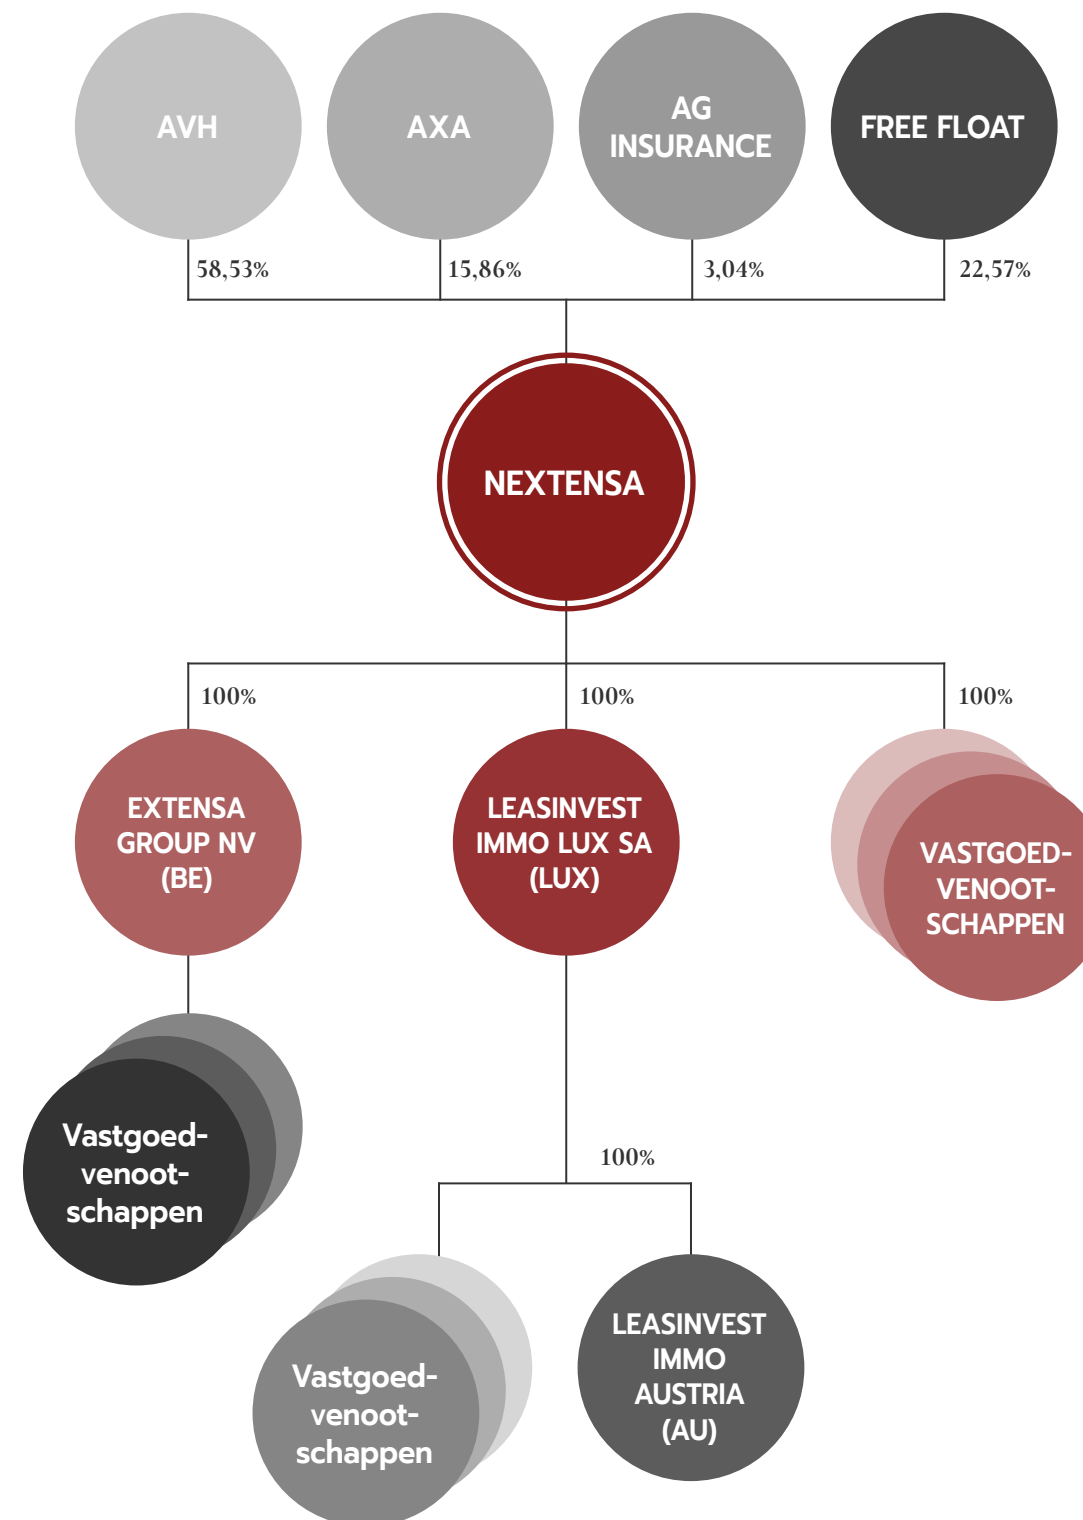 AVH
AXA
AG
INSURANCE
FREE FLOAT
58,53%
15,86%
3,04%
22,57%
NEXTENSA
100%
100%
100%
EXTENSA
GROUP NV
(BE)
LEASINVEST
IMMO LUX SA
(LUX)
VASTGOED-
VENOOT-
SCHAPPEN
Vastgoed-
venoot-
schappen
100%
Vastgoed-
venoot-
schappen
LEASINVEST
IMMO
AUSTRIA
(AU)